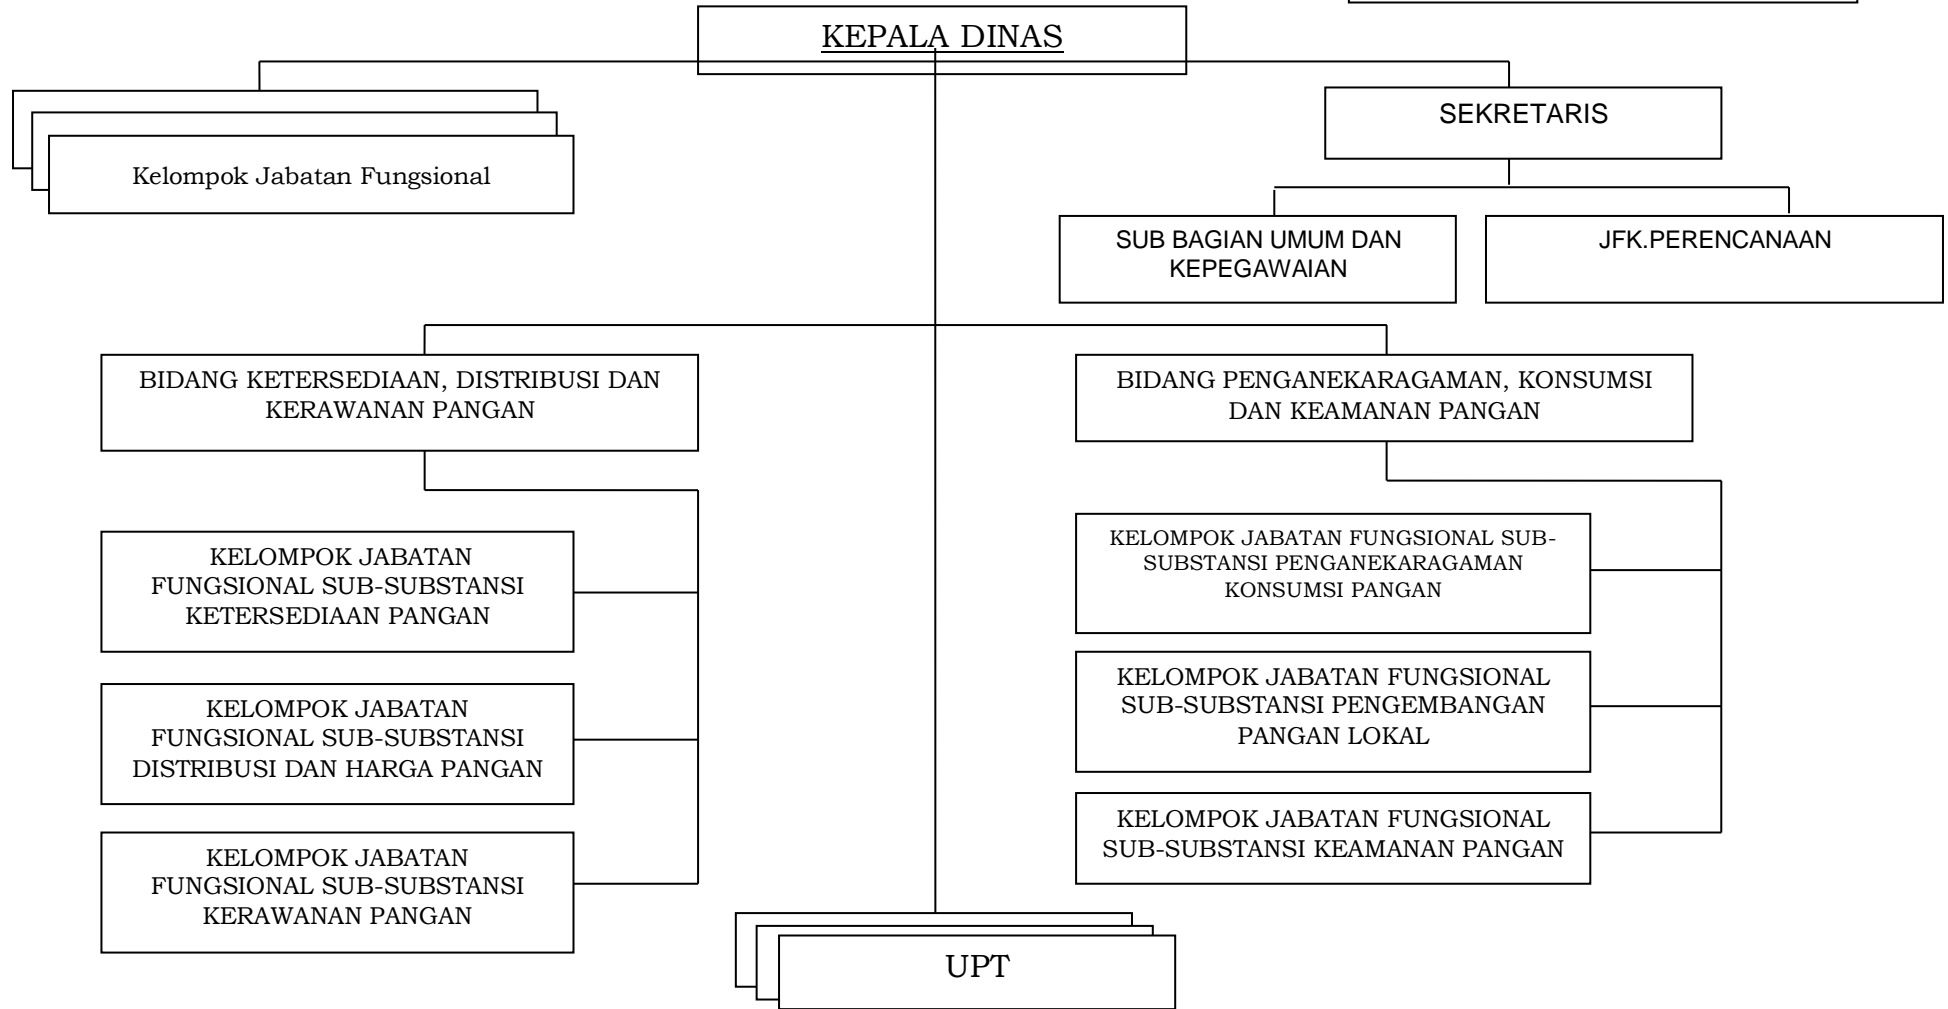 KEPALA DINAS
Kelompok Jabatan Fungsional
SEKRETARIS
SUB BAGIAN UMUM DAN
KEPEGAWAIAN
JFK.PERENCANAAN
BIDANG KETERSEDIAAN, DISTRIBUSI DAN
KERAWANAN PANGAN
BIDANG PENGANEKARAGAMAN, KONSUMSI
DAN KEAMANAN PANGAN
KELOMPOK JABATAN
FUNGSIONAL SUB-SUBSTANSI
KETERSEDIAAN PANGAN
KELOMPOK JABATAN
FUNGSIONAL SUB-SUBSTANSI
DISTRIBUSI DAN HARGA PANGAN
KELOMPOK JABATAN
FUNGSIONAL SUB-SUBSTANSI
KERAWANAN PANGAN
KELOMPOK JABATAN FUNGSIONAL SUB-
SUBSTANSI PENGANEKARAGAMAN
KONSUMSI PANGAN
KELOMPOK JABATAN FUNGSIONAL
SUB-SUBSTANSI PENGEMBANGAN
PANGAN LOKAL
KELOMPOK JABATAN FUNGSIONAL
SUB-SUBSTANSI KEAMANAN PANGAN
UPT